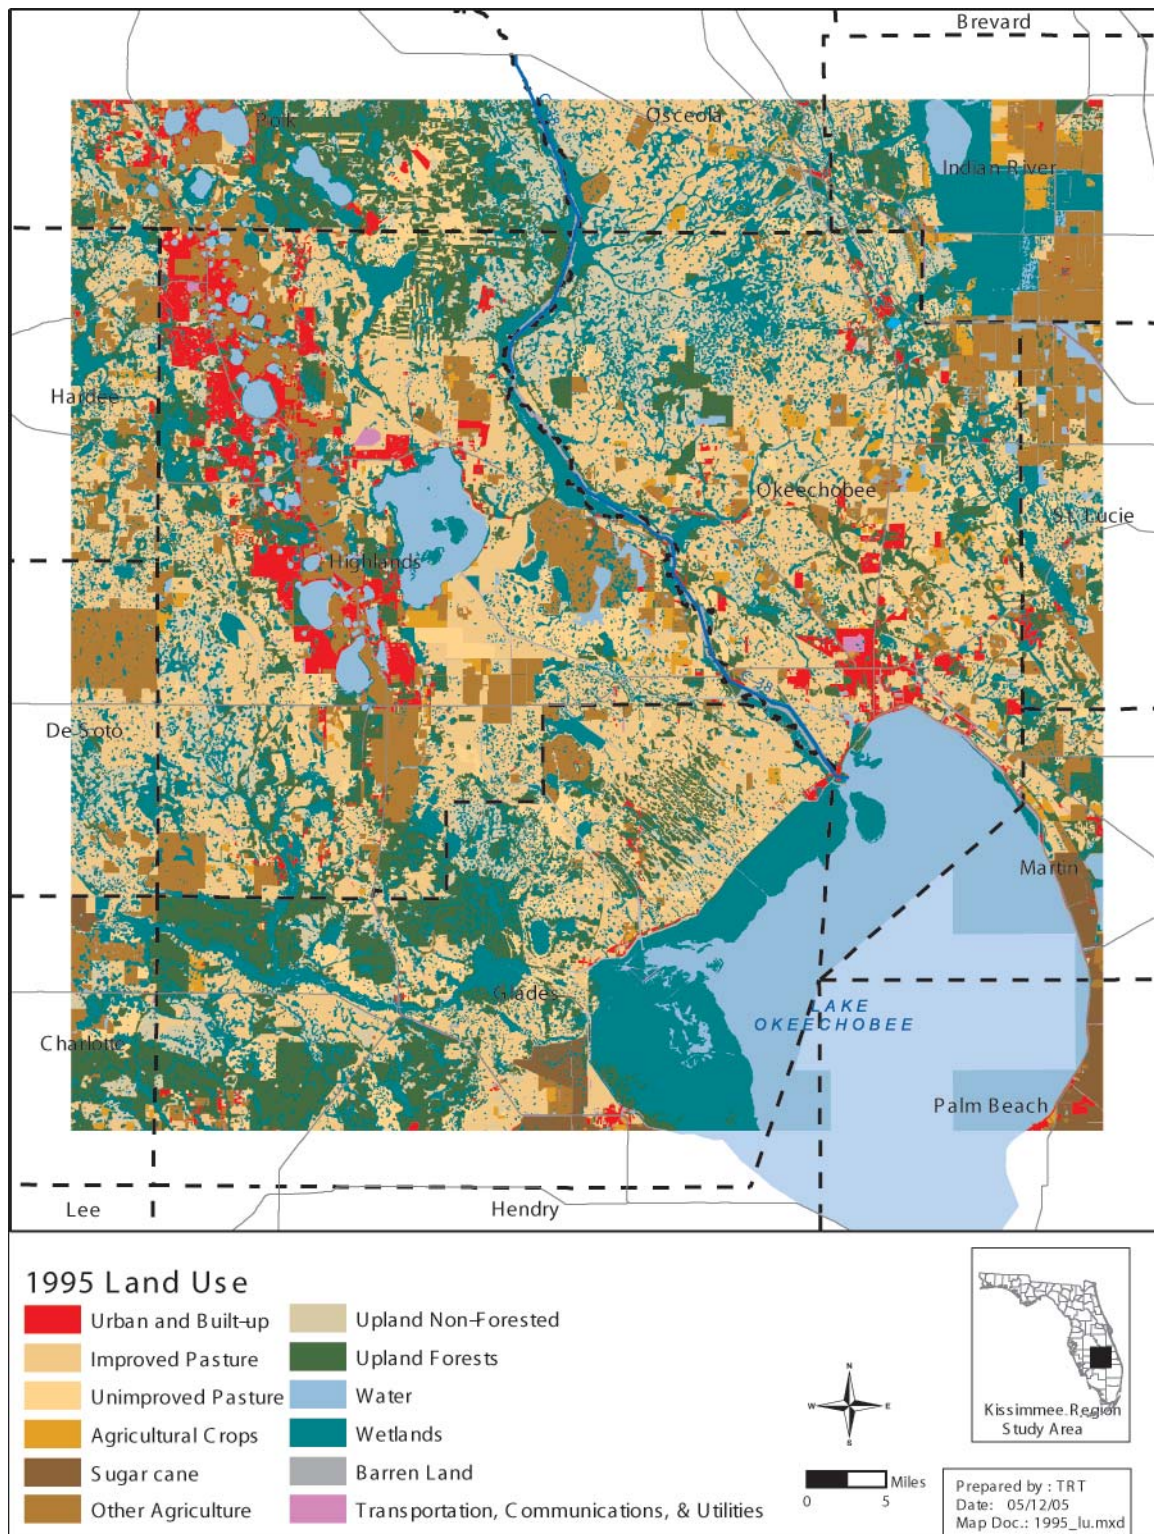 Brevard
Polk
Osceola
Indian River
Hardee
Okeechobee
St. Lucie
Highlands
C-38
De Soto
Martin
Glades
LAKE
OKEECHOBEE
Charlotte
Palm Beach
Lee
Hendry
1995 Land Use
Urban and Built-up
Improved Pasture
Unimproved Pasture
Agricultural Crops
Sugar cane
Other Agriculture
Upland Non-Forested
Upland Forests
Water
Wetlands
Barren Land
Transportation, Communications, & Utilities
N
W
E
S
0
5
Miles
Kissimmee Region
Study Area
Prepared by : TRT
Date: 05/12/05
Map Doc.: 1995_lu.mxd